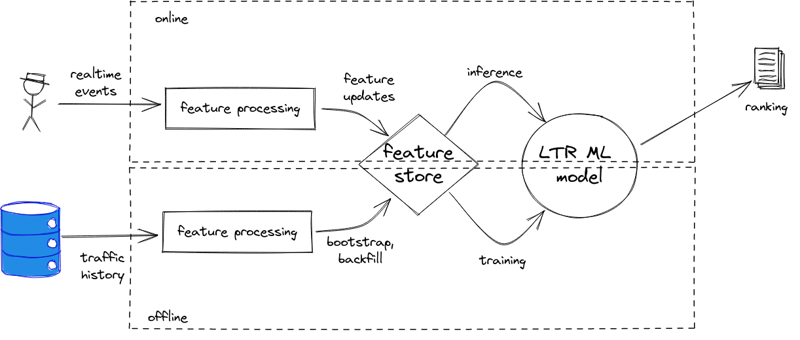 online
realtime
events
feature processing
feature
updates
inference
feature
store
LTR ML
model
ranking
traffic
history
feature processing
bootstrap,
backfill
training
offline